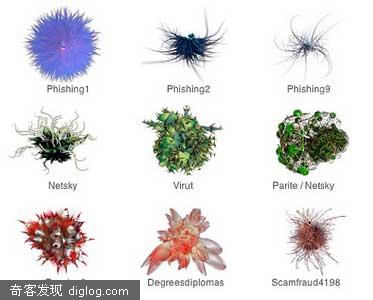 Phishing1
Phishing2
Phishing9
Netsky
Virut
Parite / Netsky
Degreesdiplomas
Scamfraud4198
奇客发现 diglog.com